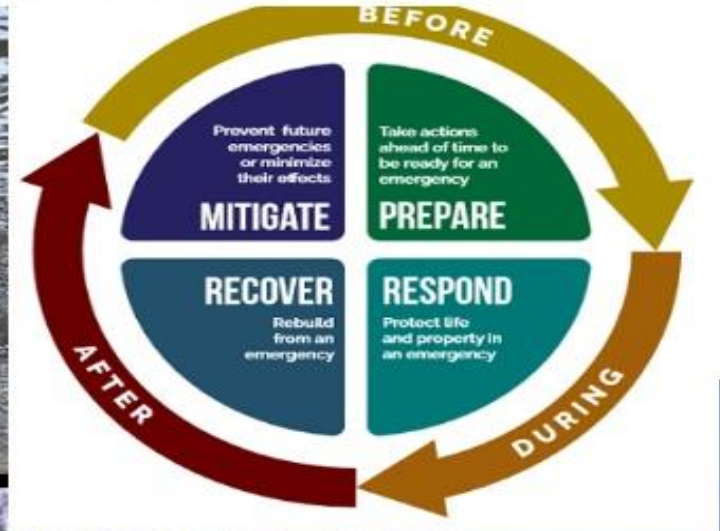 BEFORE
Prevent future
emergencies
or minimize
their effects
MITIGATE
Take actions
ahead of time to
be ready for an
emergency
PREPARE
RECOVER
Rebuild
from an
emergency
RESPOND
Protect life
and property in
an emergency
AFTER
DURING